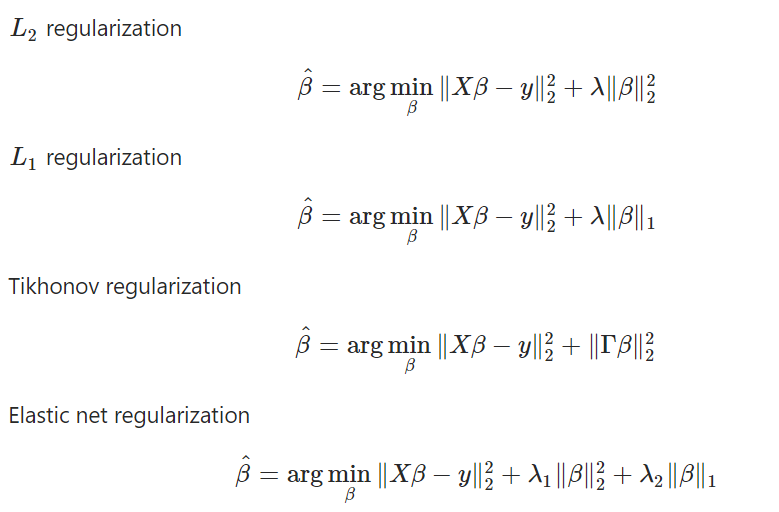 L₂ regularization
β̂ = arg min_β ‖Xβ − y‖₂² + λ‖β‖₂²
L₁ regularization
β̂ = arg min_β ‖Xβ − y‖₂² + λ‖β‖₁
Tikhonov regularization
β̂ = arg min_β ‖Xβ − y‖₂² + ‖Γβ‖₂²
Elastic net regularization
β̂ = arg min_β ‖Xβ − y‖₂² + λ₁‖β‖₂² + λ₂‖β‖₁